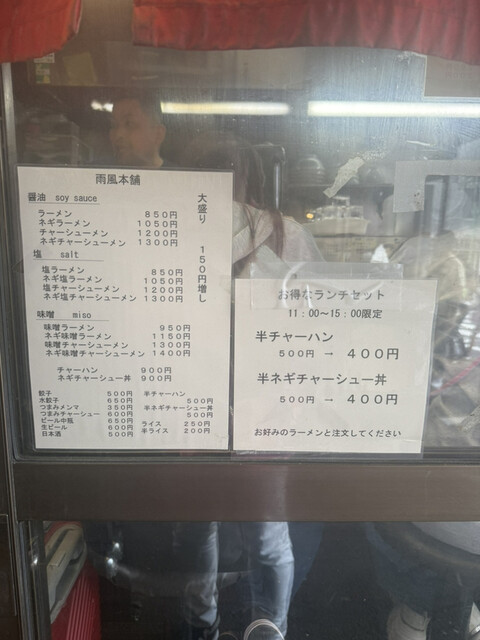 雨風本舗
醤油 soy sauce
ラーメン 850円
ネギラーメン 1050円
チャーシューメン 1200円
ネギチャーシューメン 1300円
塩 salt
塩ラーメン 850円
ネギ塩ラーメン 1050円
塩チャーシューメン 1200円
ネギ塩チャーシューメン 1300円
味噌 miso
味噌ラーメン 950円
ネギ味噌ラーメン 1150円
味噌チャーシューメン 1300円
ネギ味噌チャーシューメン 1400円
大盛り 150円増し
チャーハン 900円
ネギチャーシュー丼 900円
餃子 500円
水餃子 650円
つまみメンマ 350円
つまみチャーシュー 600円
ビール中瓶 650円
生ビール 600円
日本酒 500円
半チャーハン
500円
半ネギチャーシュー丼
500円
ライス 250円
半ライス 200円
お得なランチセット
11:00〜15:00限定
半チャーハン
500円 → 400円
半ネギチャーシュー丼
500円 → 400円
お好みのラーメンと注文してください